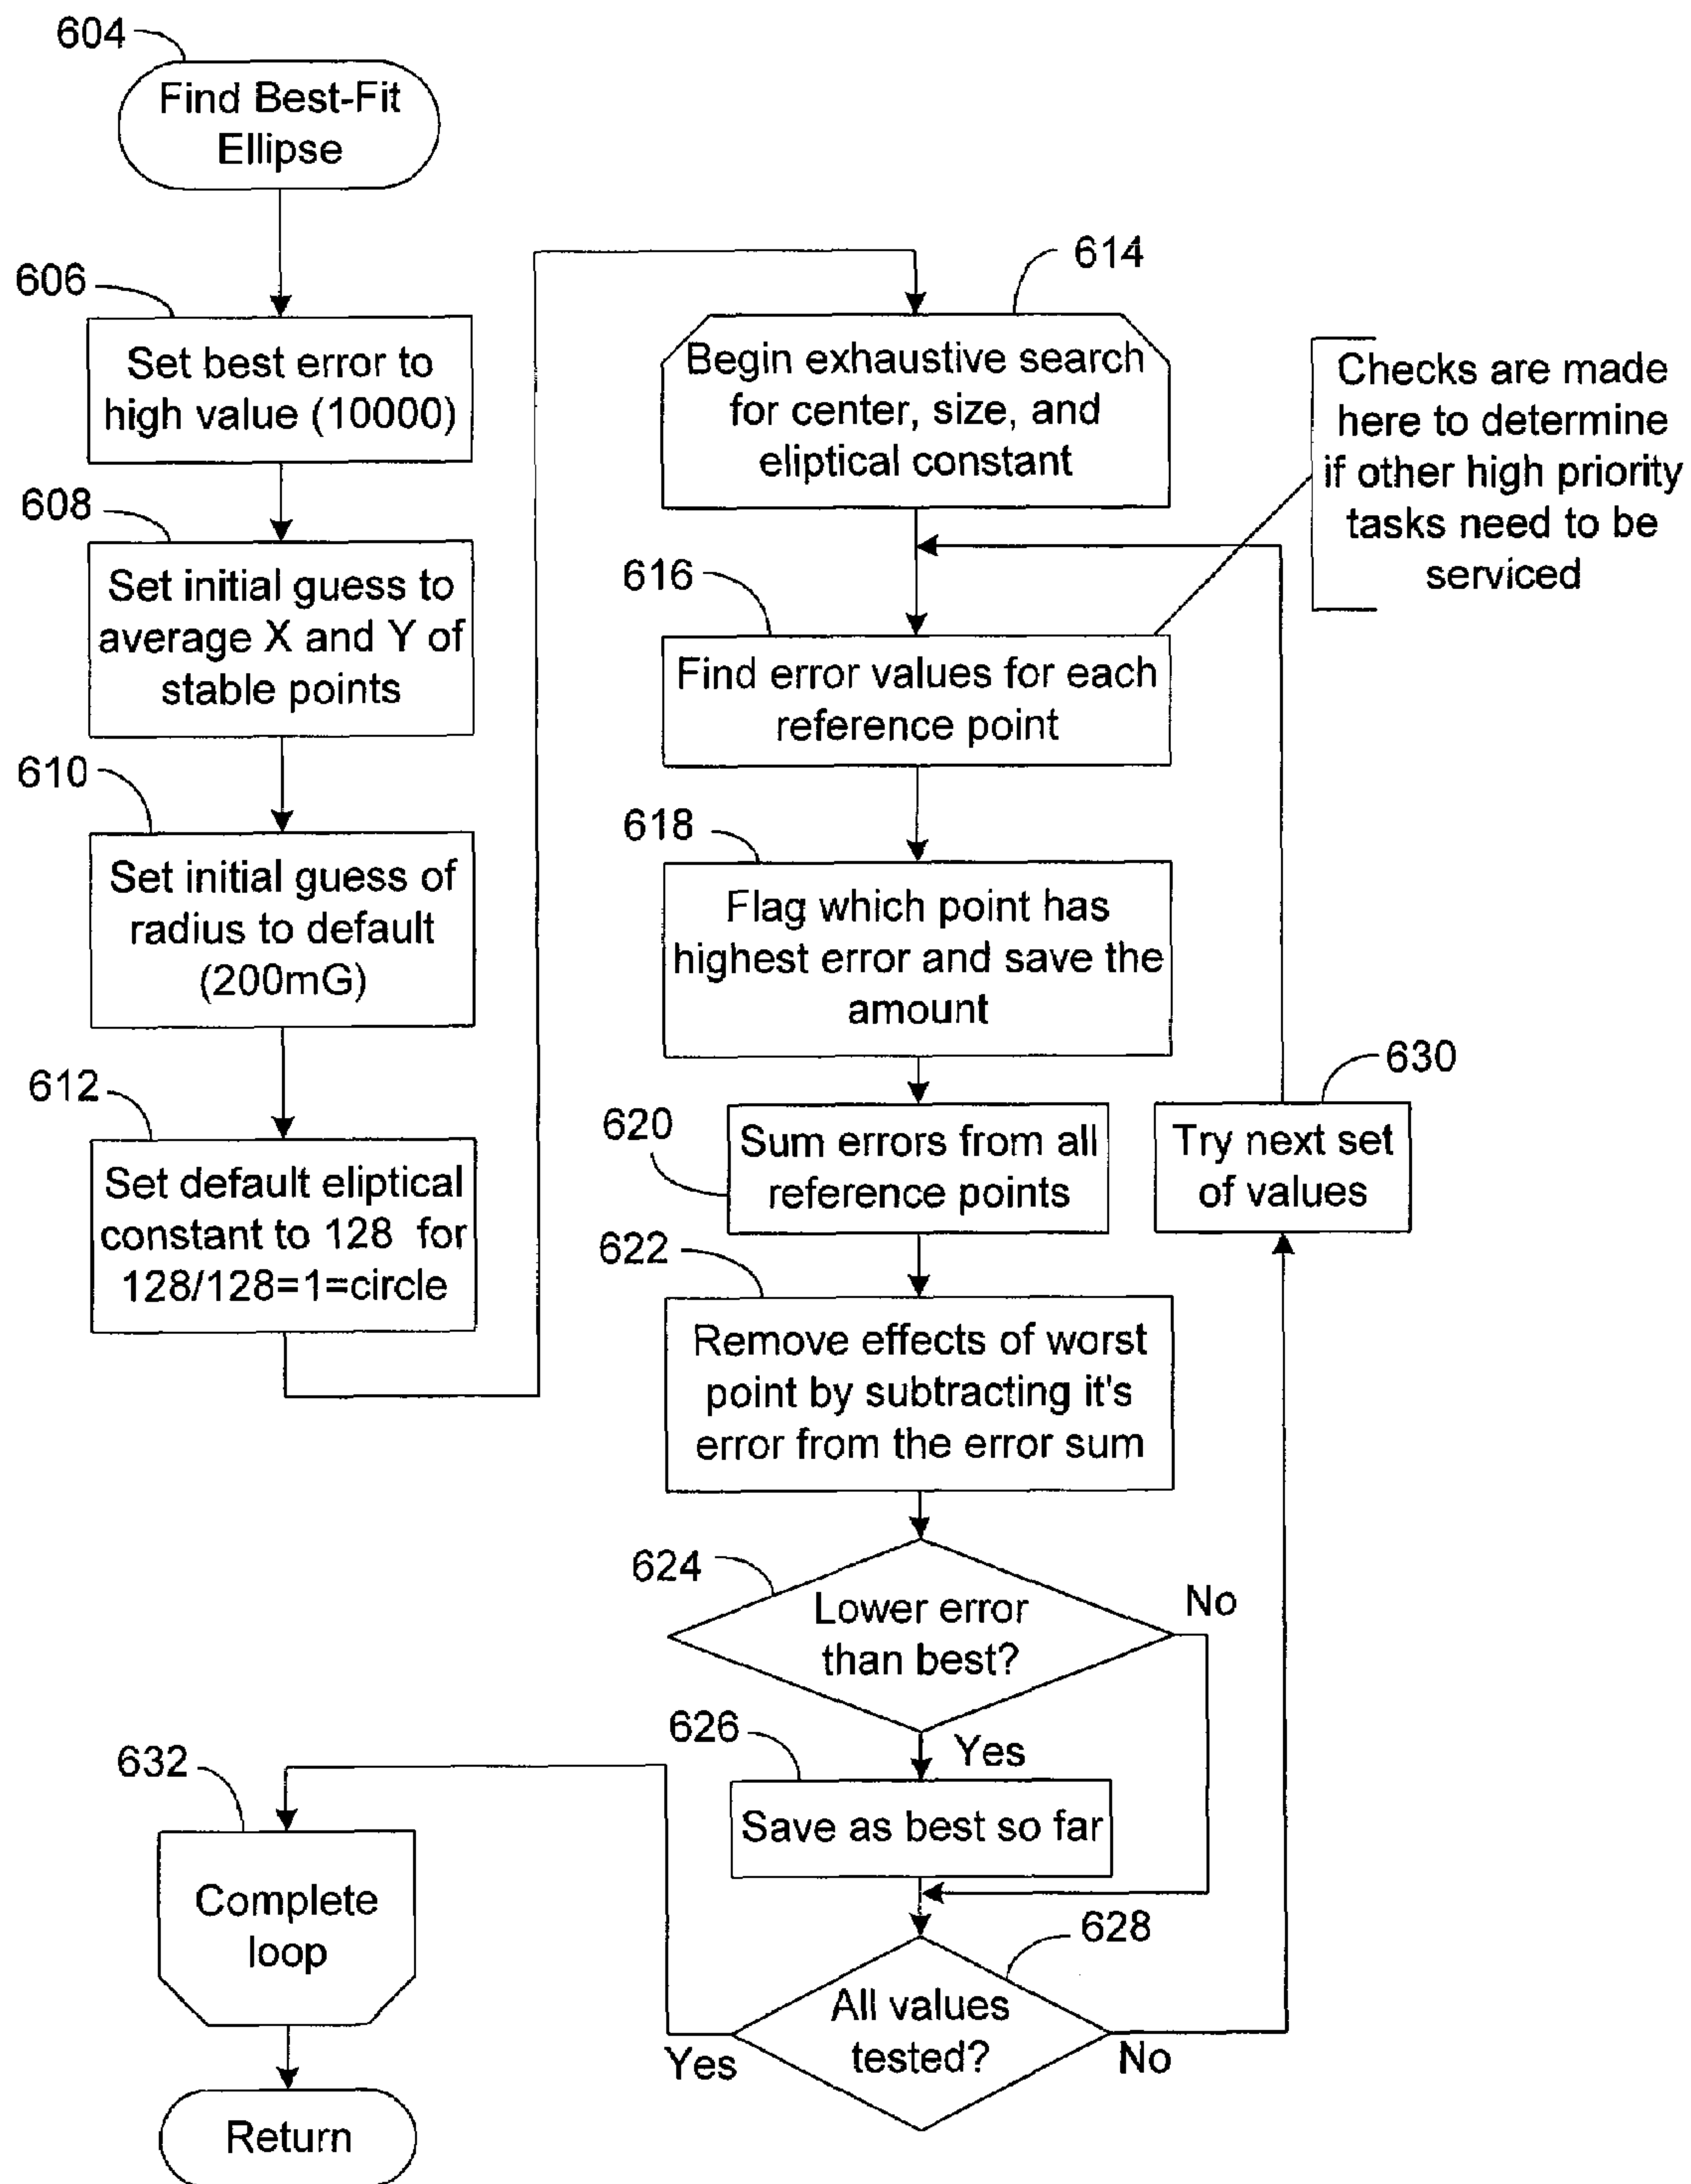 604
Find Best-Fit
Ellipse
606
Set best error to
high value (10000)
608
Set initial guess to
average X and Y of
stable points
610
Set initial guess of
radius to default
(200mG)
612
Set default eliptical
constant to 128 for
128/128=1=circle
614
Begin exhaustive search
for center, size, and
eliptical constant
Checks are made
here to determine
if other high priority
tasks need to be
serviced
616
Find error values for each
reference point
618
Flag which point has
highest error and save the
amount
620
Sum errors from all
reference points
630
Try next set
of values
622
Remove effects of worst
point by subtracting it's
error from the error sum
624
Lower error
than best?
No
Yes
626
Save as best so far
628
All values
tested?
Yes
No
632
Complete
loop
Return